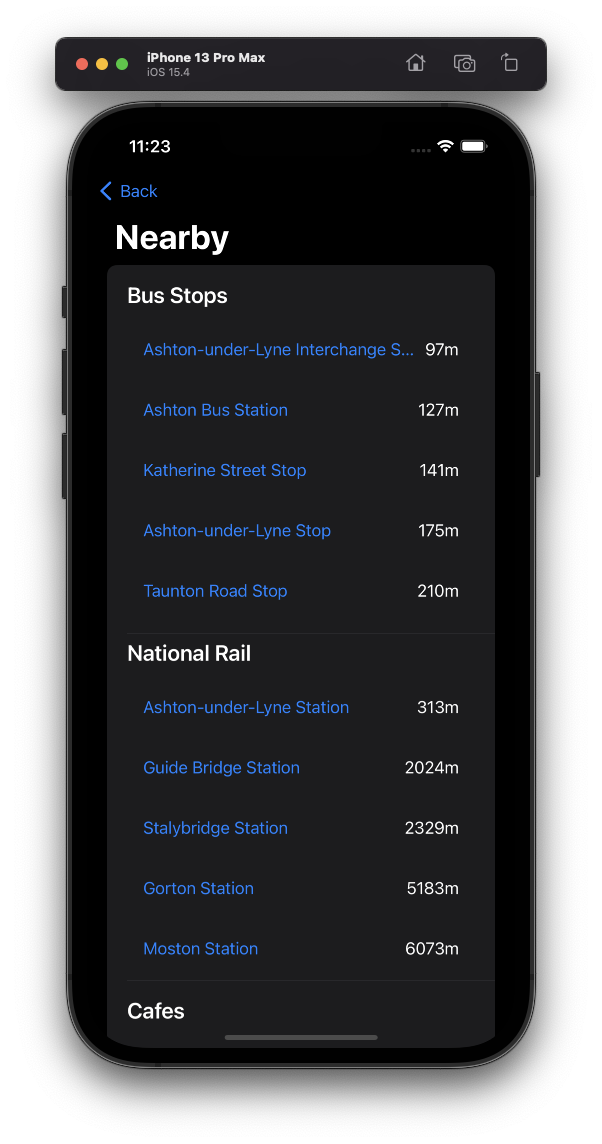 iPhone 13 Pro Max
iOS 15.4
11:23
Back
Nearby
Bus Stops
Ashton-under-Lyne Interchange S... 97m
Ashton Bus Station 127m
Katherine Street Stop 141m
Ashton-under-Lyne Stop 175m
Taunton Road Stop 210m
National Rail
Ashton-under-Lyne Station 313m
Guide Bridge Station 2024m
Stalybridge Station 2329m
Gorton Station 5183m
Moston Station 6073m
Cafes